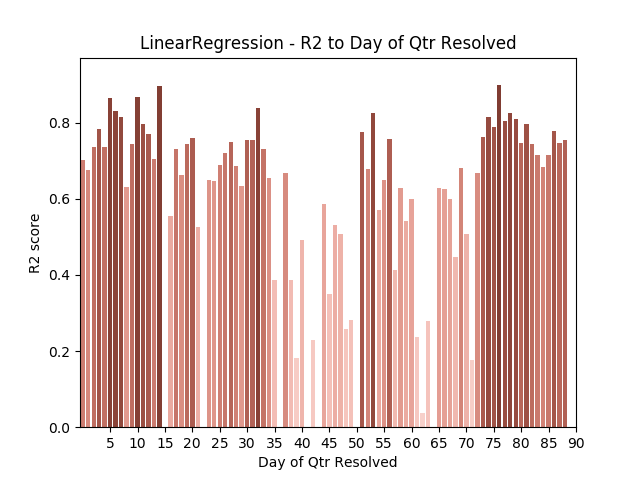 LinearRegression - R2 to Day of Qtr Resolved
0.8
0.6
0.4
0.2
0.0
R2 score
5 10 15 20 25 30 35 40 45 50 55 60 65 70 75 80 85 90
Day of Qtr Resolved